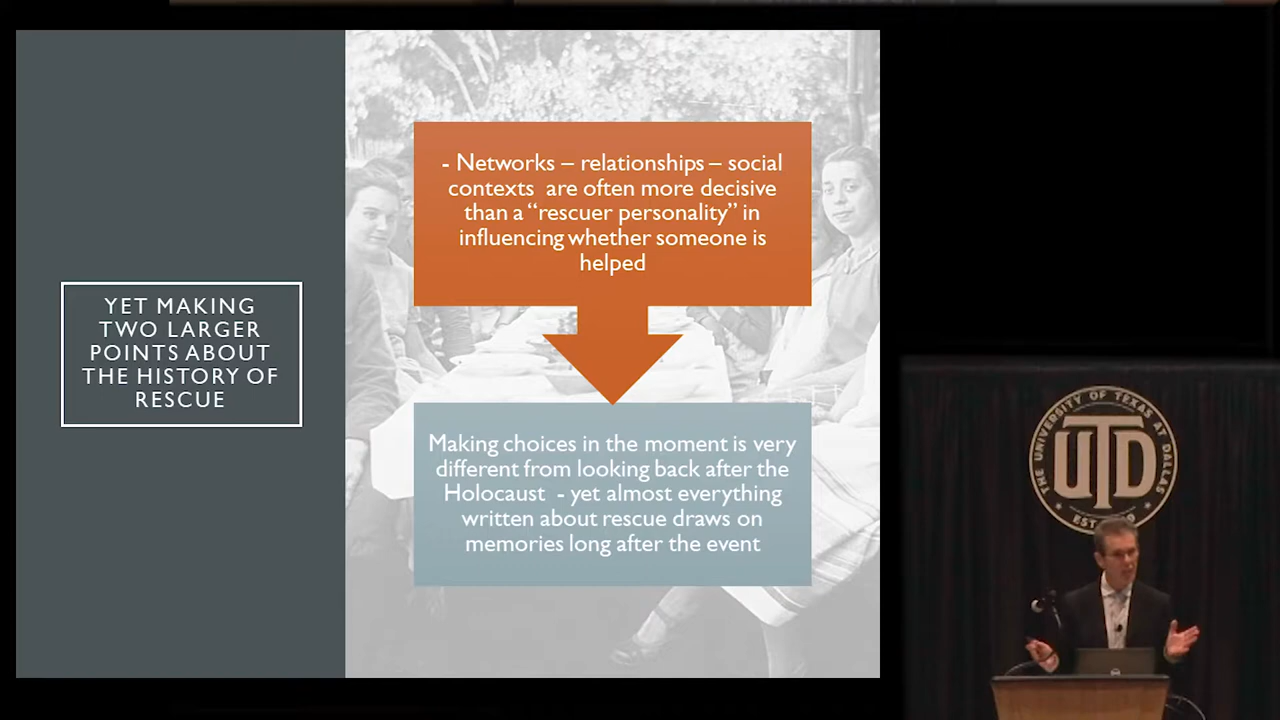 YET MAKING
TWO LARGER
POINTS ABOUT
THE HISTORY OF
RESCUE
- Networks – relationships – social
contexts are often more decisive
than a “rescuer personality” in
influencing whether someone is
helped
Making choices in the moment is very
different from looking back after the
Holocaust - yet almost everything
written about rescue draws on
memories long after the event
THE UNIVERSITY OF TEXAS AT DALLAS
UTD